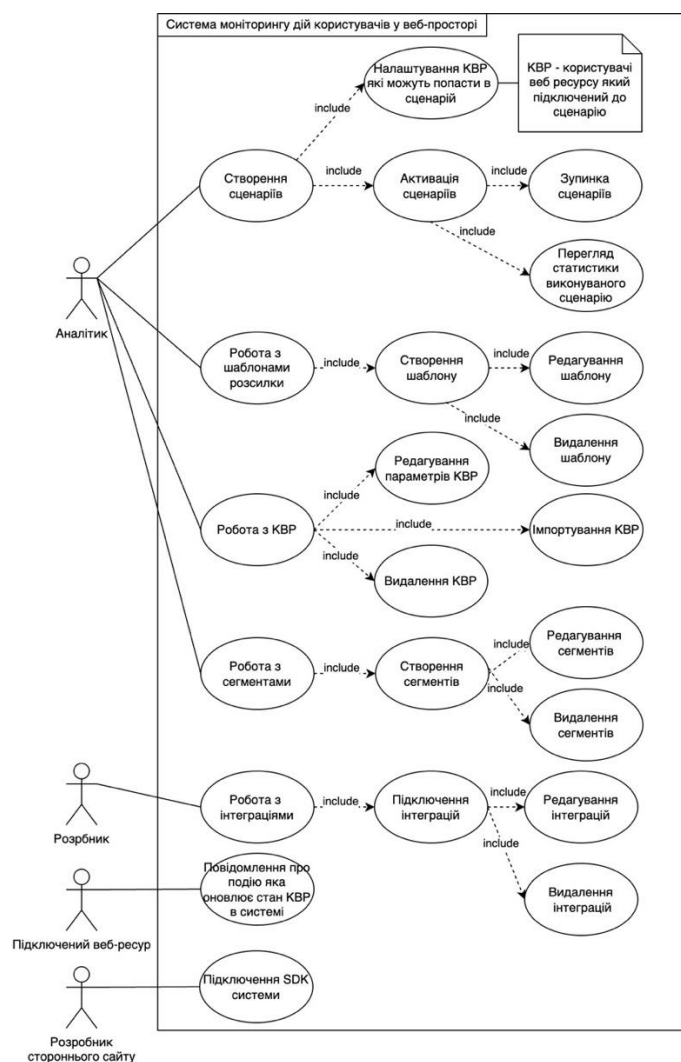 Система моніторингу дій користувачів у веб-просторі
Налаштування КВР
які можуть попасти в
сценарій
КВР - користувачі
веб ресурсу який
підключений до
сценарію
include
Створення
сценаріїв
include
Активація
сценаріїв
include
Зупинка
сценаріїв
include
Перегляд
статистики
виконуваного
сценарію
Аналітик
Робота з
шаблонами
розсилки
include
Створення
шаблону
include
Редагування
шаблону
include
Видалення
шаблону
Редагування
параметрів КВР
include
Робота з КВР
include
Імпортування КВР
include
Видалення КВР
Робота з
сегментами
include
Створення
сегментів
include
Редагування
сегментів
include
Видалення
сегментів
Розрбник
Робота з
інтеграціями
include
Підключення
інтеграцій
include
Редагування
інтеграцій
include
Видалення
інтеграцій
Повідомлення про
подію яка
оновлює стан КВР
в системі
Підключений веб-ресур
Підключення SDK
системи
Розробник
стороннього сайту